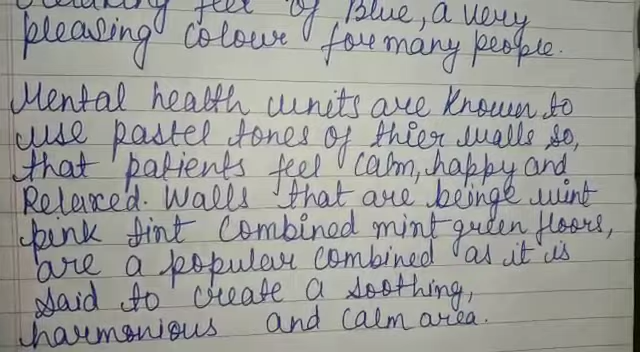 feel of Blue, a very
pleasing colour for many people.
Mental health units are known to
use pastel tones of thier walls so,
that patients feel calm, happy and
Relaxed. Walls that are beinge with
pink tint combined mint green floors,
are a popular combined as it is
said to create a soothing,
harmonious and calm area.